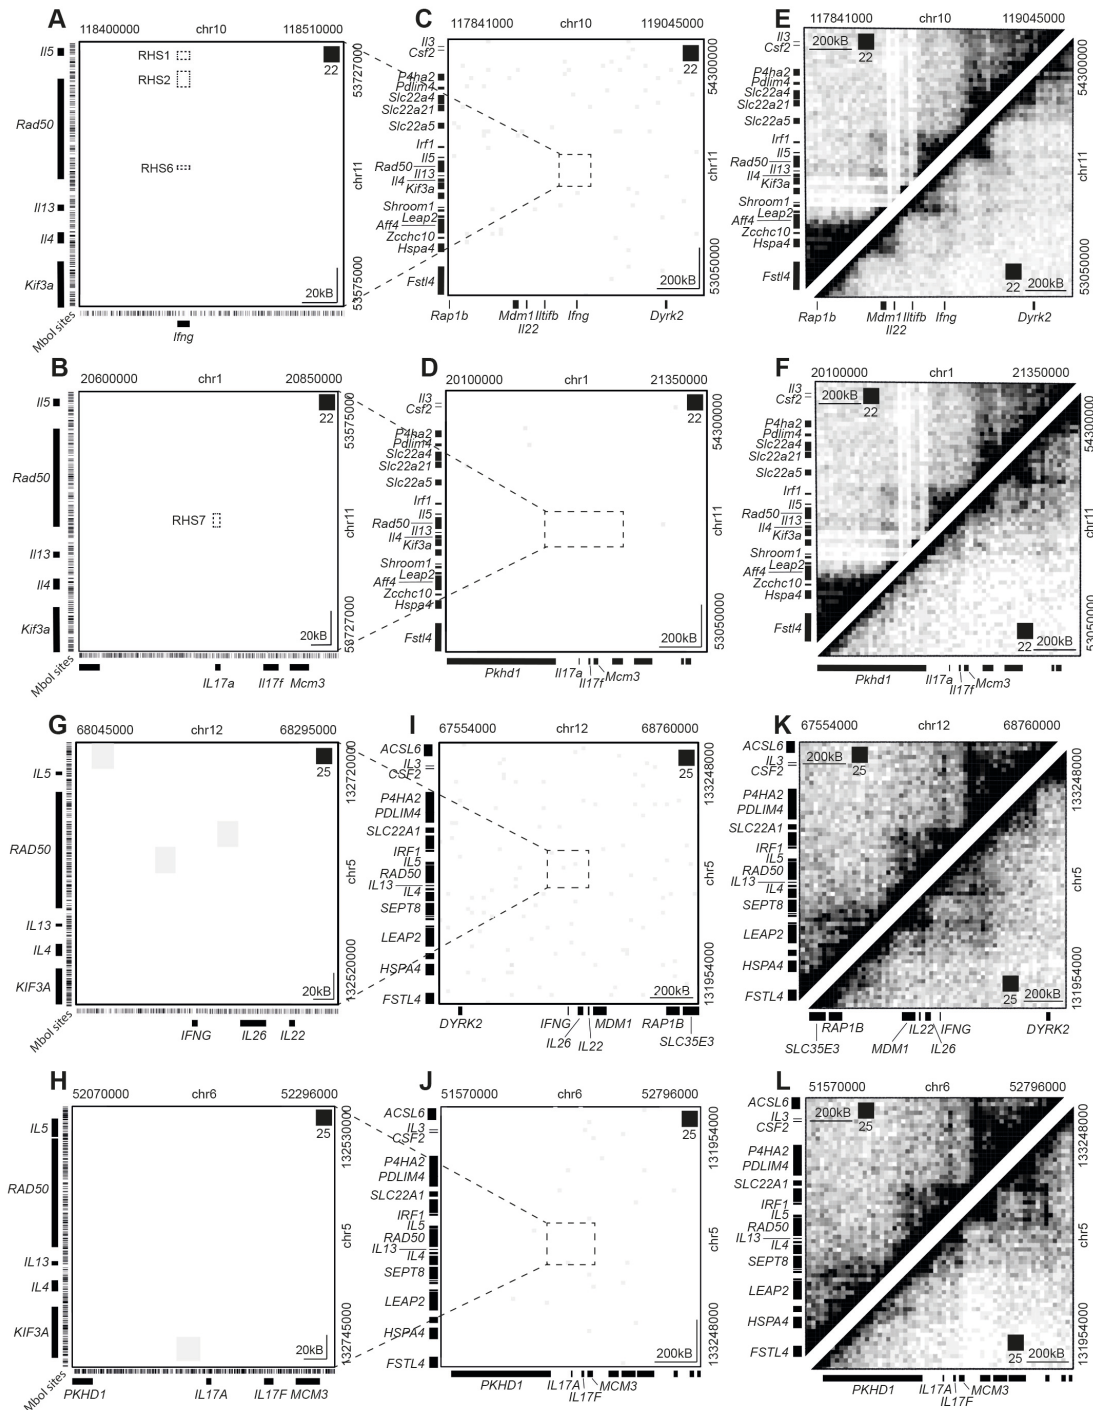 A
118400000 chr10 118510000
Il5
Rad50
Il13
Il4
Kif3a
RHS1
RHS2
RHS6
22
53727000
chr11
53575000
20kB
MboI sites
Ifng
C
117841000 chr10 119045000
Il3
Csf2
P4ha2
Pdlim4
Slc22a4
Slc22a21
Slc22a5
Irf1
Il5
Rad50
Il13
Il4
Kif3a
Shroom1
Leap2
Aff4
Zcchc10
Hspa4
Fstl4
22
54300000
chr11
53050000
200kB
Rap1b Mdm1 Iltifb Ifng Dyrk2
Il22
E
117841000 chr10 119045000
200kB
22
Il3
Csf2
P4ha2
Pdlim4
Slc22a4
Slc22a21
Slc22a5
Irf1
Il5
Rad50
Il13
Il4
Kif3a
Shroom1
Leap2
Aff4
Zcchc10
Hspa4
Fstl4
54300000
chr11
53050000
22
200kB
Rap1b Mdm1 Iltifb Ifng Dyrk2
Il22
B
20600000 chr1 20850000
Il5
Rad50
Il13
Il4
Kif3a
RHS7
22
53575000
chr11
53727000
20kB
MboI sites
IL17a Il17f Mcm3
D
20100000 chr1 21350000
Il3
Csf2
P4ha2
Pdlim4
Slc22a4
Slc22a21
Slc22a5
Irf1
Il5
Rad50
Il13
Il4
Kif3a
Shroom1
Leap2
Aff4
Zcchc10
Hspa4
Fstl4
22
54300000
chr11
53050000
200kB
Pkhd1 Il17a Mcm3
Il17f
F
20100000 chr1 21350000
200kB
22
Il3
Csf2
P4ha2
Pdlim4
Slc22a4
Slc22a21
Slc22a5
Irf1
Il5
Rad50
Il13
Il4
Kif3a
Shroom1
Leap2
Aff4
Zcchc10
Hspa4
Fstl4
54300000
chr11
53050000
22
200kB
Pkhd1 Il17a Mcm3
Il17f
G
68045000 chr12 68295000
IL5
RAD50
IL13
IL4
KIF3A
25
132720000
chr5
132520000
20kB
MboI sites
IFNG IL26 IL22
I
67554000 chr12 68760000
ACSL6
IL3
CSF2
P4HA2
PDLIM4
SLC22A1
IRF1
IL5
RAD50
IL13
IL4
SEPT8
LEAP2
HSPA4
FSTL4
25
133248000
chr5
131954000
200kB
DYRK2 IFNG MDM1 RAP1B
IL26 IL22 SLC35E3
K
67554000 chr12 68760000
200kB
25
ACSL6
IL3
CSF2
P4HA2
PDLIM4
SLC22A1
IRF1
IL5
RAD50
IL13
IL4
SEPT8
LEAP2
HSPA4
FSTL4
133248000
chr5
131954000
25
200kB
RAP1B IL22 IFNG DYRK2
SLC35E3 MDM1 IL26
H
52070000 chr6 52296000
IL5
RAD50
IL13
IL4
KIF3A
25
132530000
chr5
132745000
20kB
MboI sites
PKHD1 IL17A IL17F MCM3
J
51570000 chr6 52796000
ACSL6
IL3
CSF2
P4HA2
PDLIM4
SLC22A1
IRF1
IL5
RAD50
IL13
IL4
SEPT8
LEAP2
HSPA4
FSTL4
25
131954000
chr5
133248000
200kB
PKHD1 IL17A MCM3
IL17F
L
51570000 chr6 52796000
200kB
25
ACSL6
IL3
CSF2
P4HA2
PDLIM4
SLC22A1
IRF1
IL5
RAD50
IL13
IL4
SEPT8
LEAP2
HSPA4
FSTL4
133248000
chr5
131954000
25
200kB
PKHD1 IL17A MCM3
IL17F